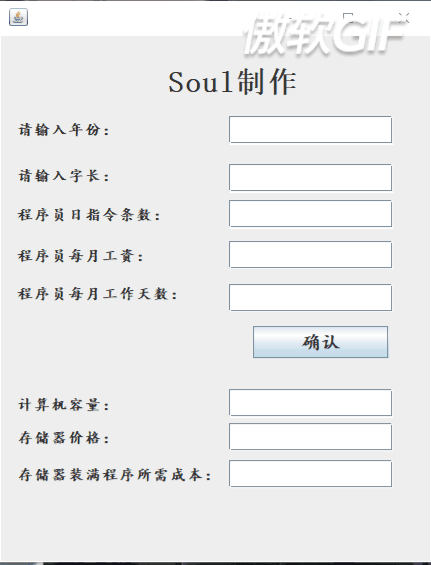 傲软GIF
Soul制作
请输入年份：
请输入字长：
程序员日指令条数：
程序员每月工资：
程序员每月工作天数：
确认
计算机容量：
存储器价格：
存储器装满程序所需成本：